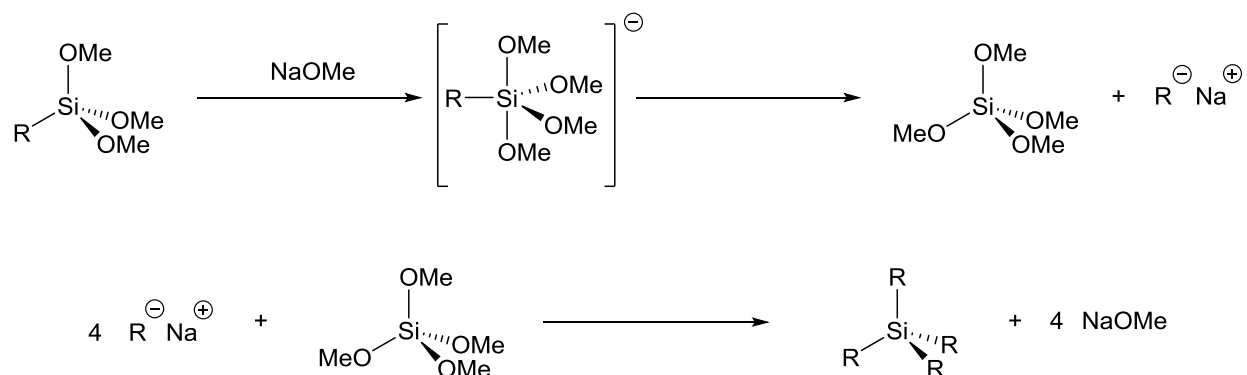 OMe NaOMe OMe OMe ⊖
R Si OMe OMe R Si OMe OMe OMe MeO Si OMe OMe + R ⊖ Na ⊕
OMe
4 R ⊖ Na ⊕ + OMe R
MeO Si OMe OMe R Si R R + 4 NaOMe